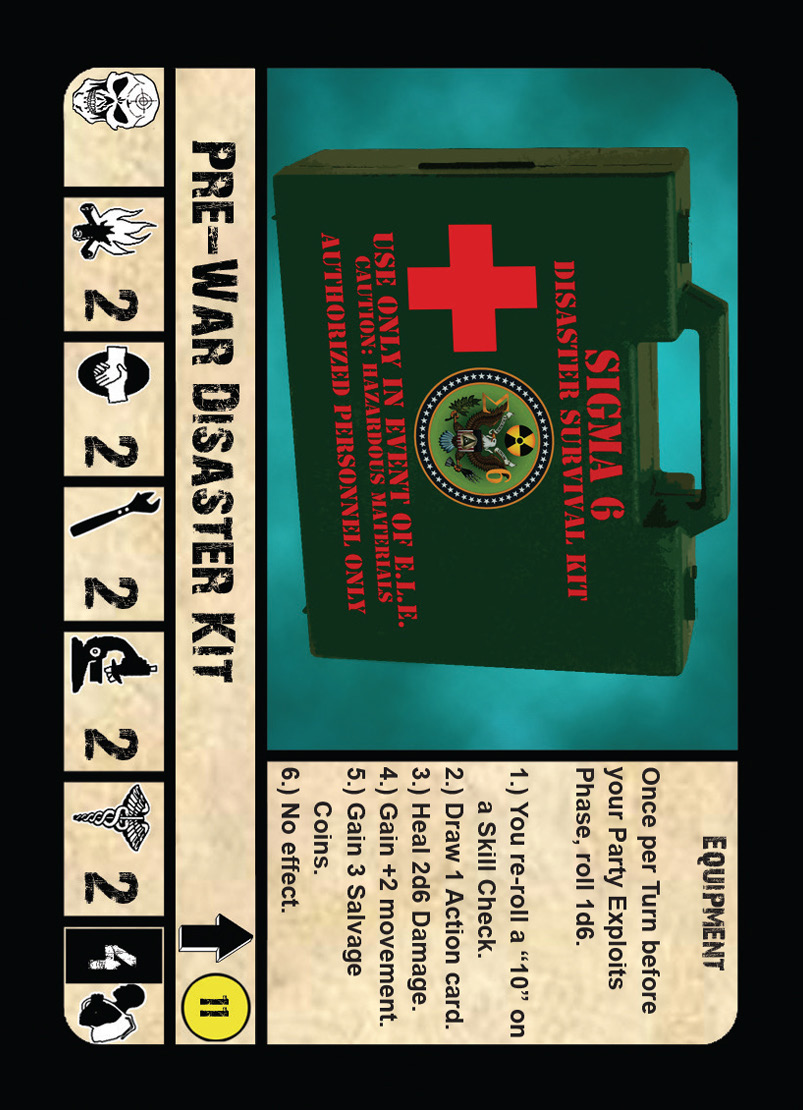 EQUIPMENT
Once per Turn before
your Party Exploits
Phase, roll 1d6.
1.) You re-roll a “10” on
a Skill Check.
2.) Draw 1 Action card.
3.) Heal 2d6 Damage.
4.) Gain +2 movement.
5.) Gain 3 Salvage
Coins.
6.) No effect.
SIGMA 6
DISASTER SURVIVAL KIT
Σ 6
USE ONLY IN EVENT OF E.L.E.
CAUTION: HAZARDOUS MATERIALS
AUTHORIZED PERSONNEL ONLY
PRE-WAR DISASTER KIT
11
2 2 2 2 2 4